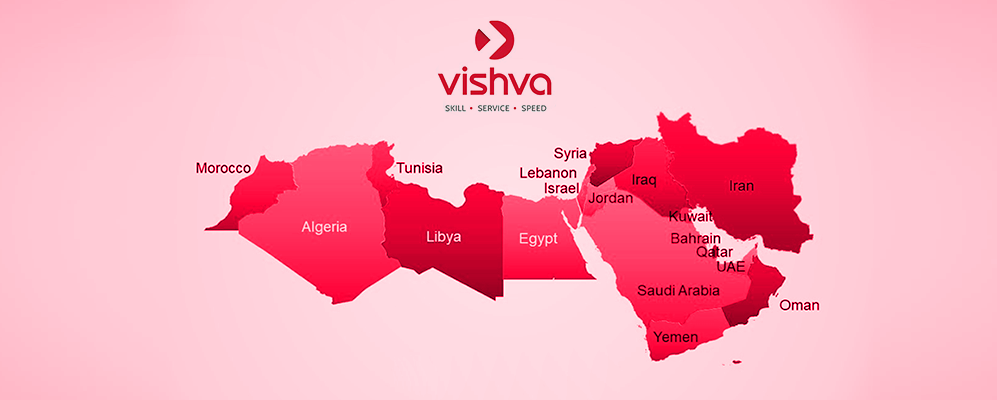 vishva
SKILL • SERVICE • SPEED
Morocco
Algeria
Tunisia
Libya
Egypt
Syria
Lebanon
Israel
Jordan
Iraq
Iran
Kuwait
Bahrain
Qatar
UAE
Saudi Arabia
Oman
Yemen